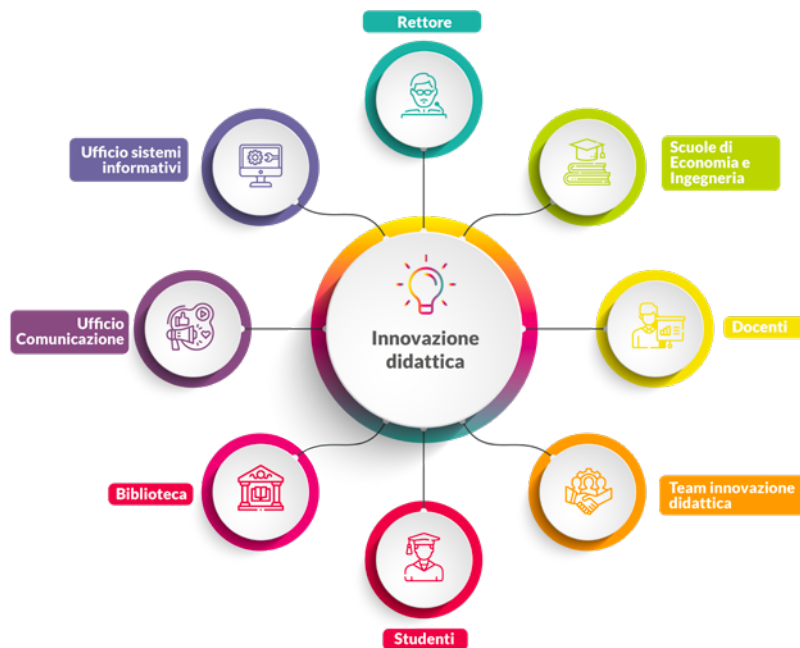 Rettore
Ufficio sistemi
informativi
Scuole di
Economia e
Ingegneria
Ufficio
Comunicazione
Innovazione
didattica
Docenti
Biblioteca
Team innovazione
didattica
Studenti